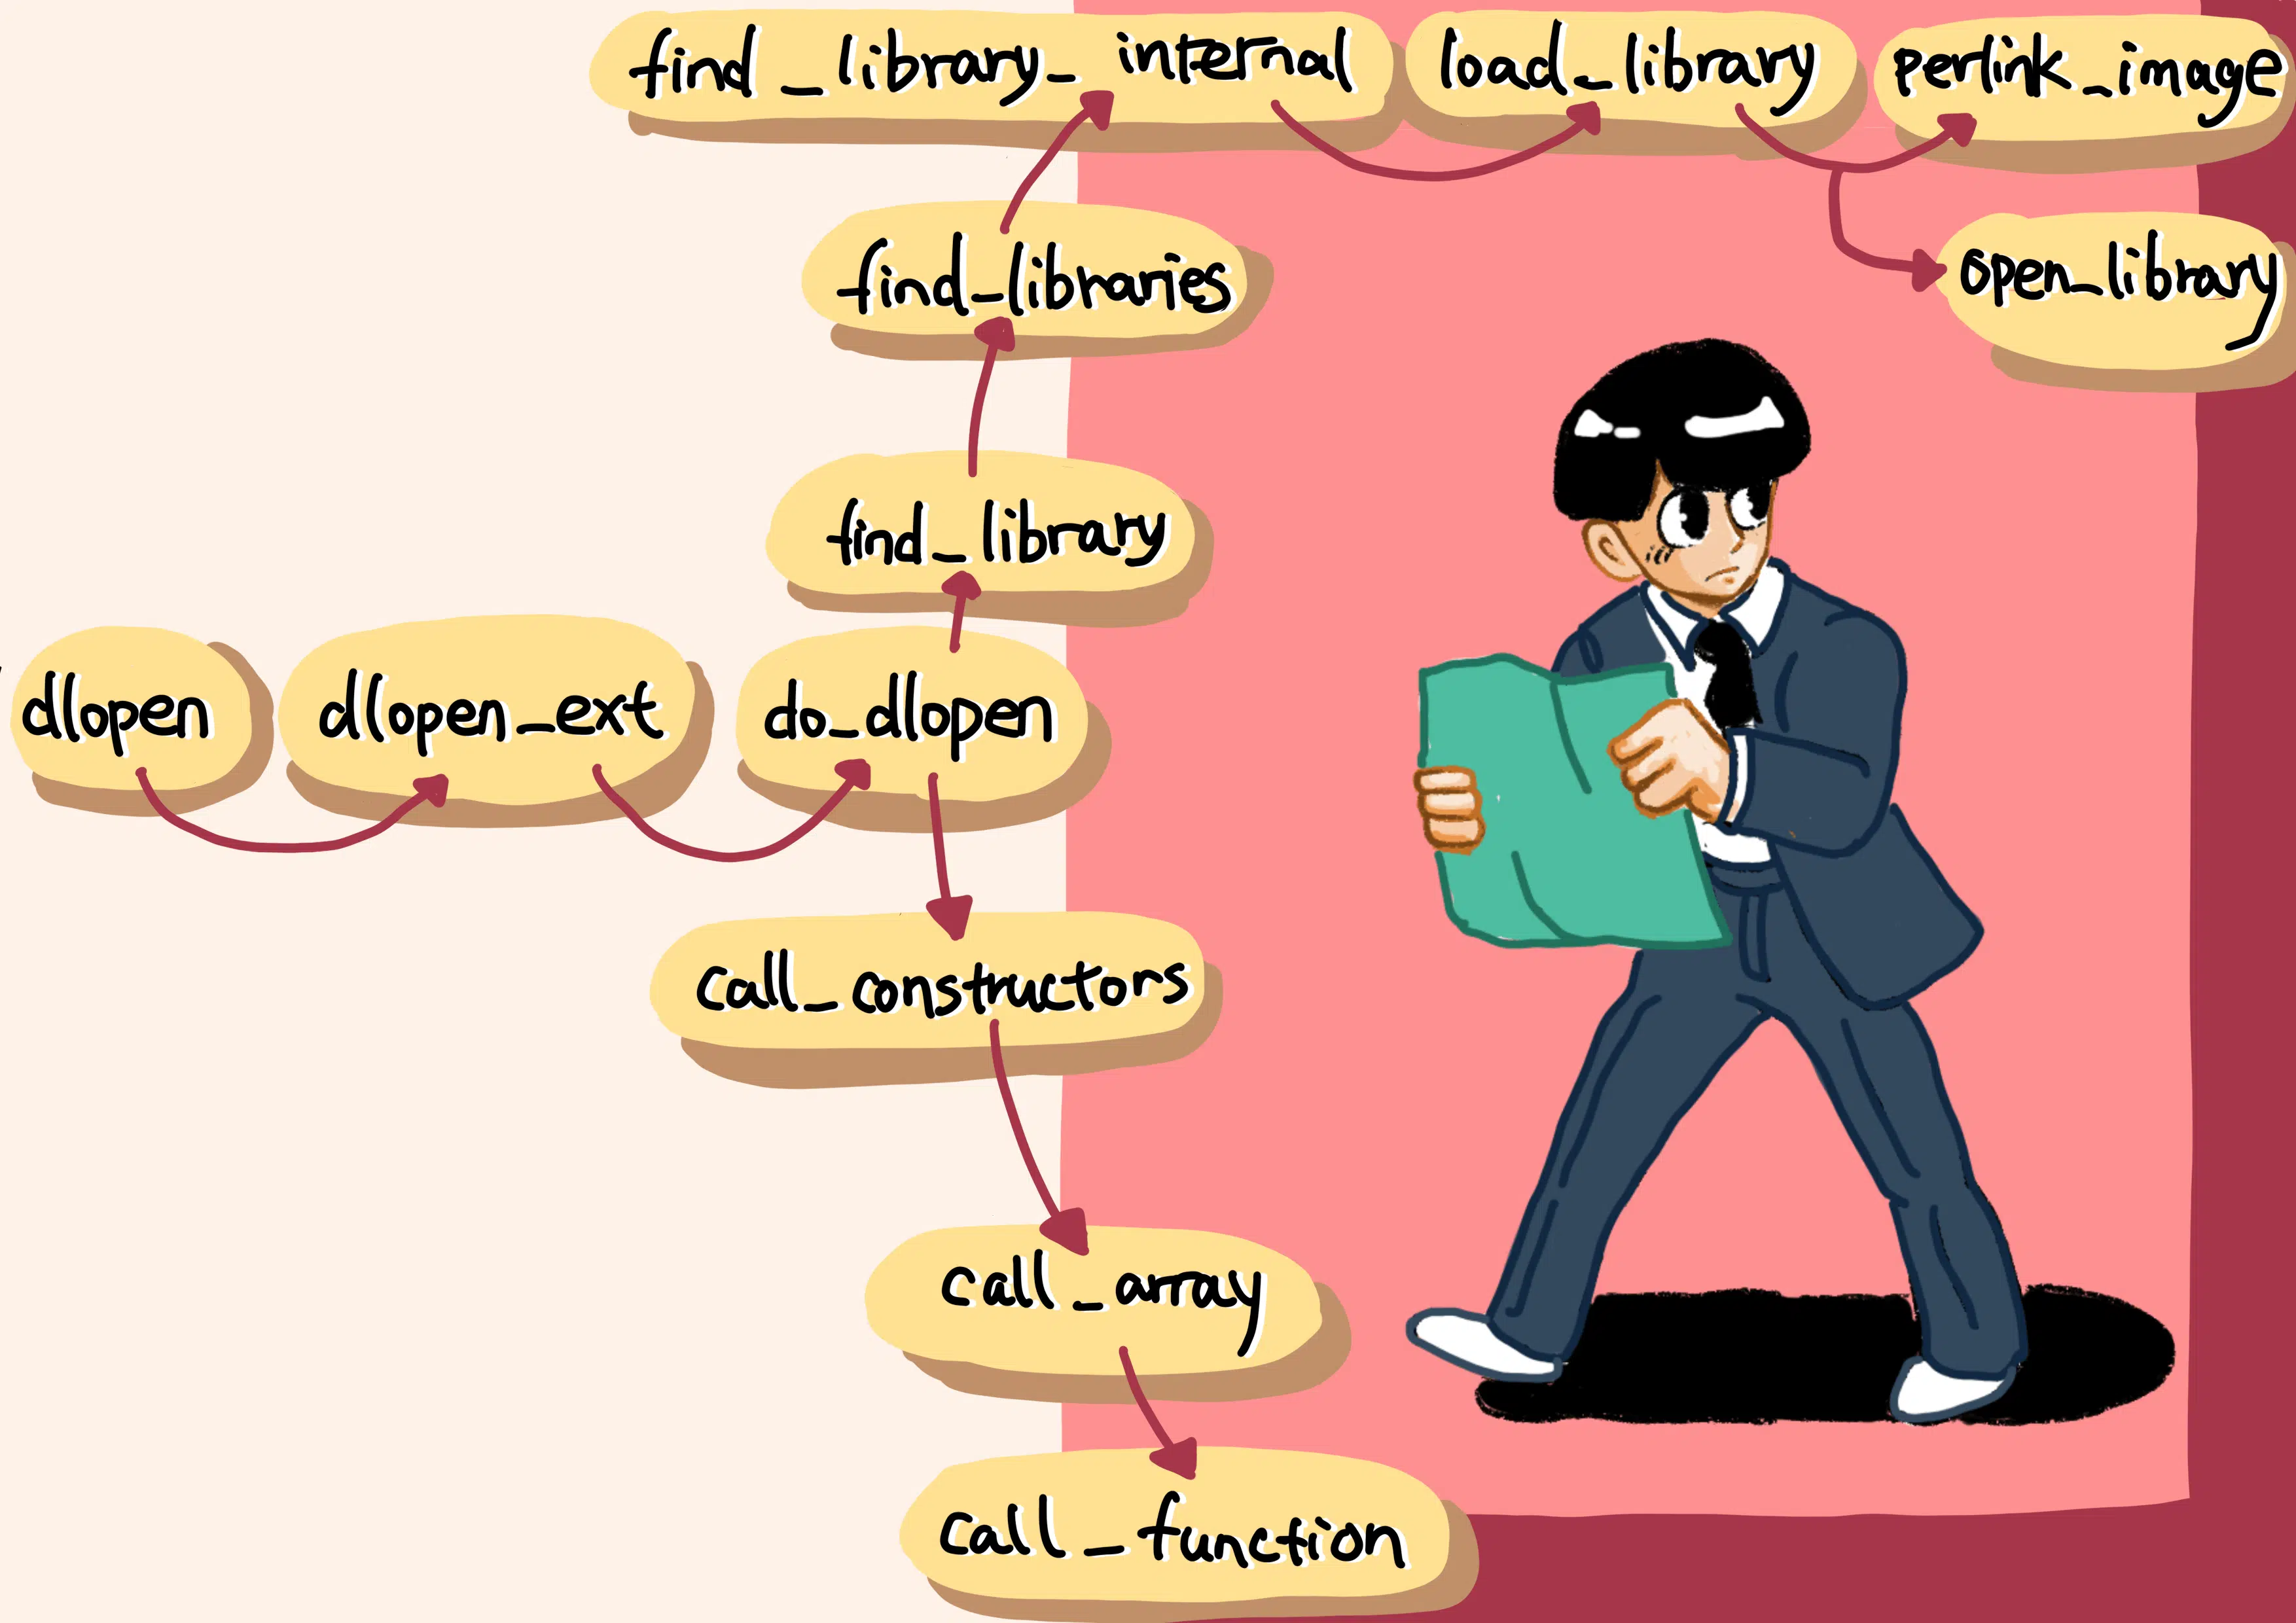 find_library_internal
load_library
perlink_image
find_libraries
open_library
find_library
dlopen
dlopen_ext
do_dlopen
call_constructors
call_array
call_function